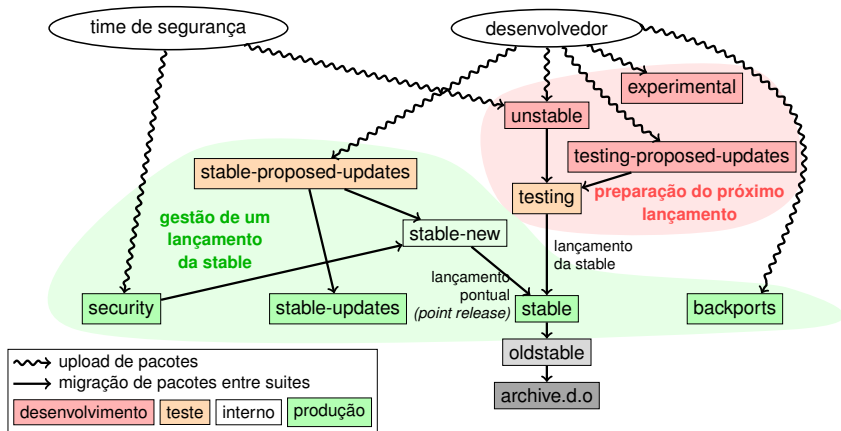 time de segurança
desenvolvedor
experimental
unstable
testing-proposed-updates
stable-proposed-updates
testing
preparação do próximo
lançamento
gestão de um
lançamento
da stable
stable-new
lançamento
da stable
lançamento
pontual
(point release)
security
stable-updates
stable
backports
oldstable
archive.d.o
upload de pacotes
migração de pacotes entre suites
desenvolvimento
teste
interno
produção